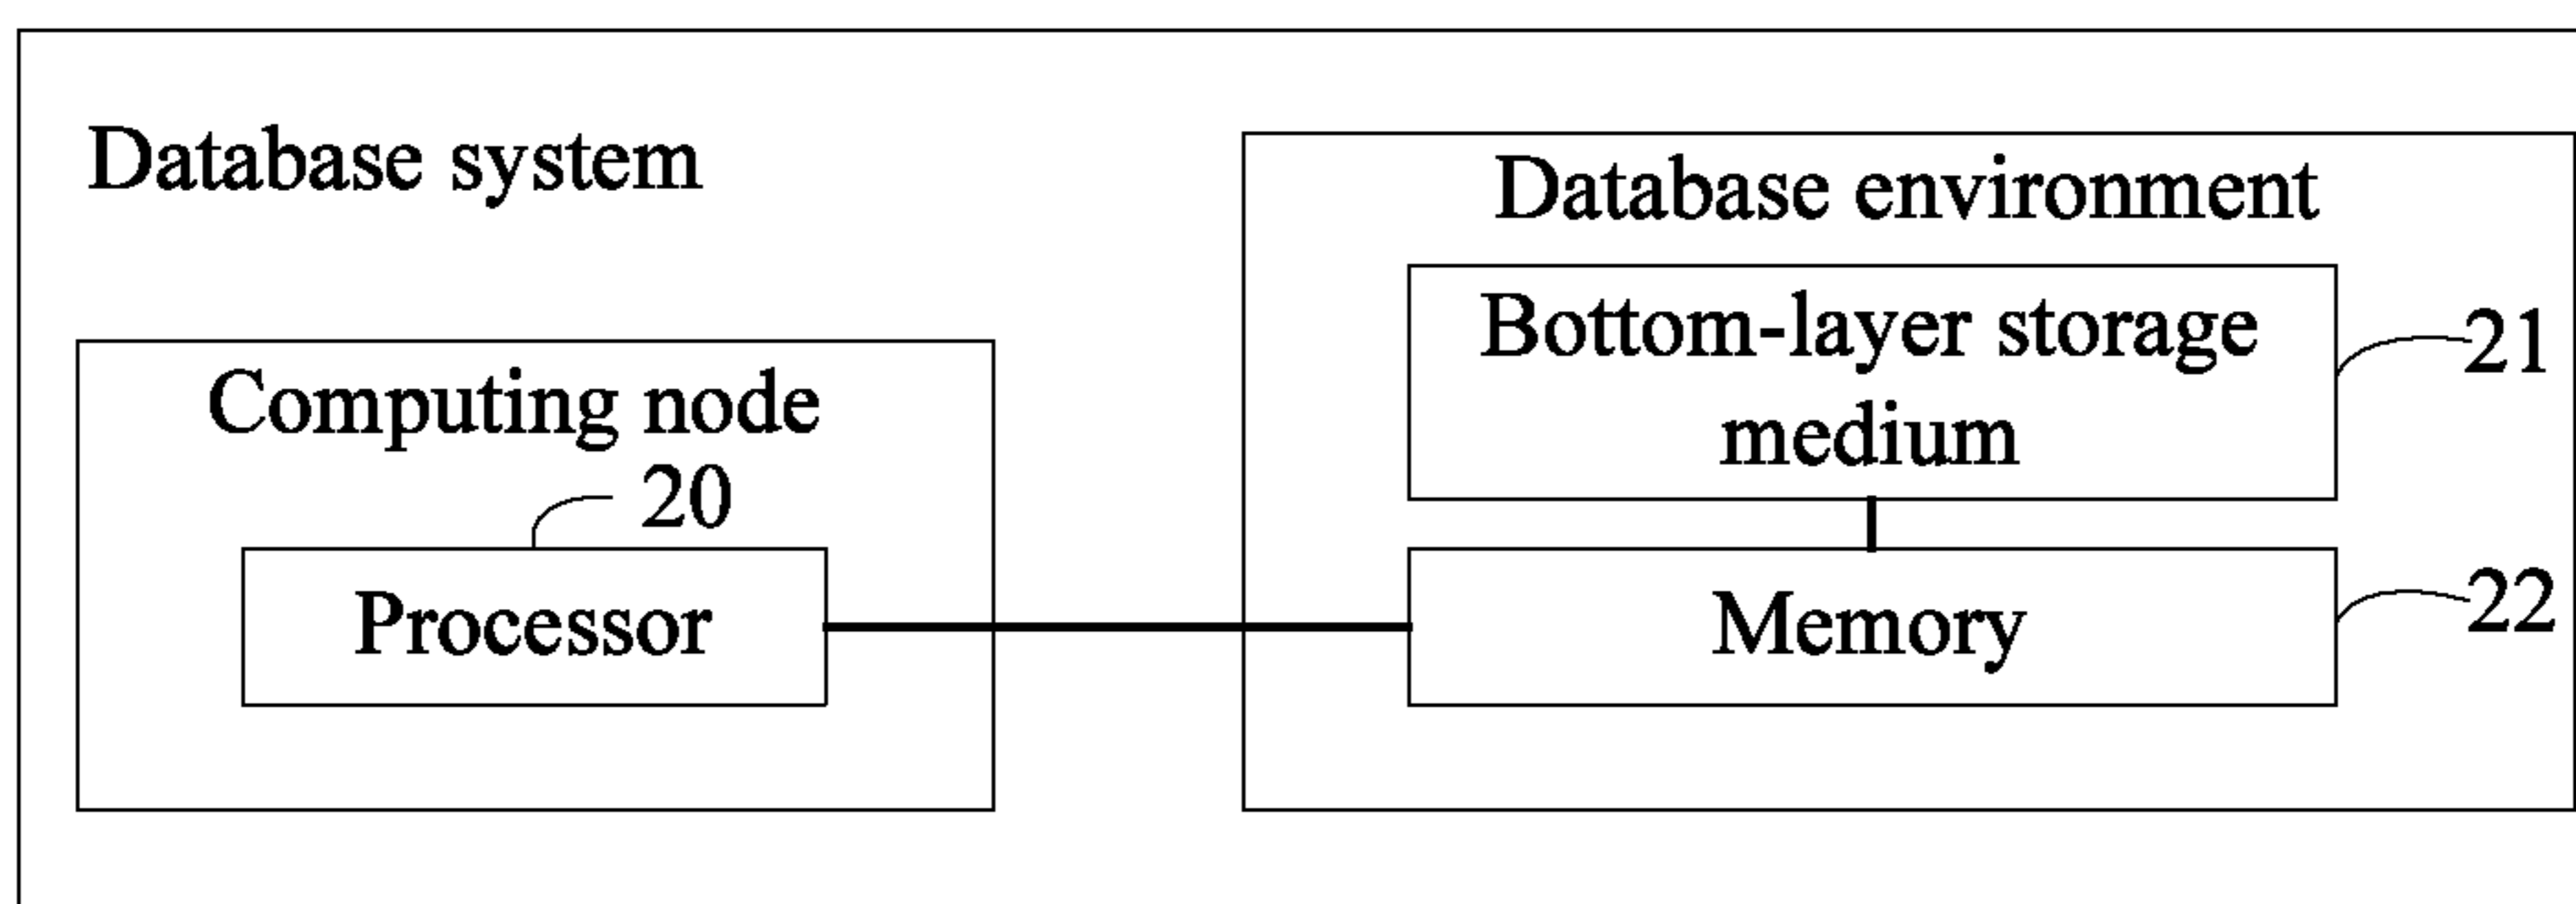 Database system
Database environment
Bottom-layer storage
medium
21
Computing node
20
Processor
Memory
22